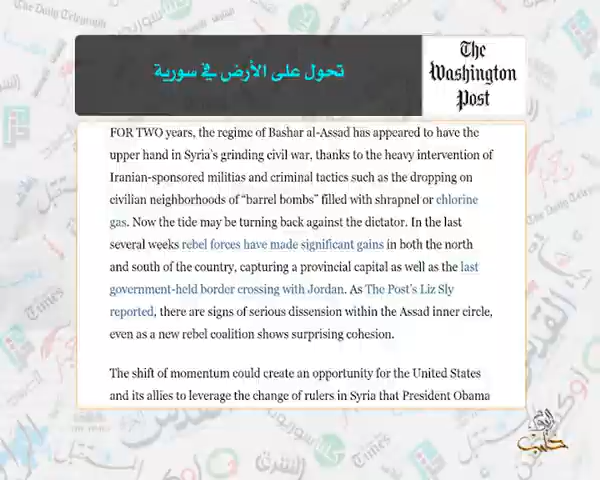 تحول على الأرض في سورية
The
Washington
Post
FOR TWO years, the regime of Bashar al-Assad has appeared to have the
upper hand in Syria's grinding civil war, thanks to the heavy intervention of
Iranian-sponsored militias and criminal tactics such as the dropping on
civilian neighborhoods of “barrel bombs” filled with shrapnel or chlorine
gas. Now the tide may be turning back against the dictator. In the last
several weeks rebel forces have made significant gains in both the north
and south of the country, capturing a provincial capital as well as the last
government-held border crossing with Jordan. As The Post's Liz Sly
reported, there are signs of serious dissension within the Assad inner circle,
even as a new rebel coalition shows surprising cohesion.
The shift of momentum could create an opportunity for the United States
and its allies to leverage the change of rulers in Syria that President Obama